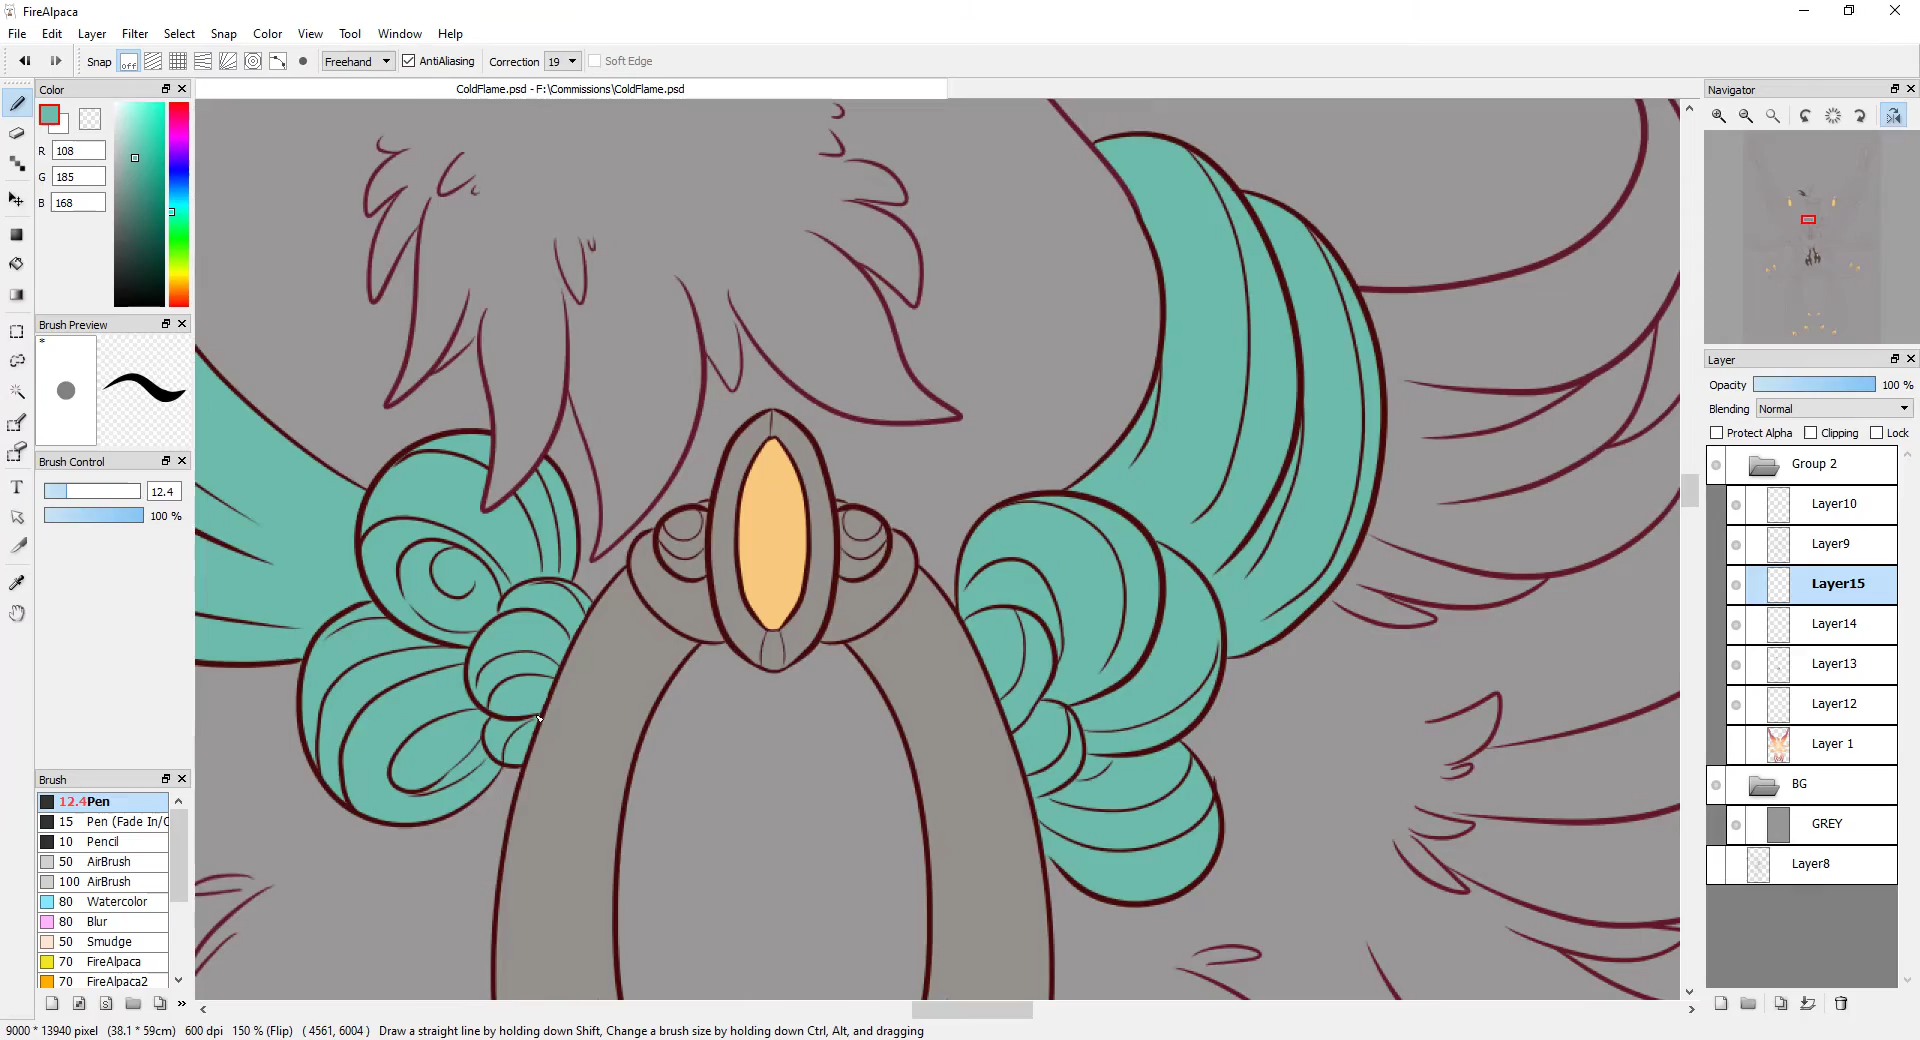 FireAlpaca
File Edit Layer Filter Select Snap Color View Tool Window Help
Snap off Freehand AntiAliasing Correction 19 Soft Edge
Color
ColdFlame.psd - F:\Commissions\ColdFlame.psd
Navigator
R 108
G 185
B 168
Brush Preview
*
Layer
Opacity 100 %
Blending Normal
Protect Alpha Clipping Lock
Brush Control
12.4
100 %
Group 2
Layer10
Layer9
Layer15
Layer14
Layer13
Layer12
Layer 1
BG
GREY
Layer8
Brush
12.4 Pen
15 Pen (Fade In/O
10 Pencil
50 AirBrush
100 AirBrush
80 Watercolor
80 Blur
50 Smudge
70 FireAlpaca
70 FireAlpaca2
9000 * 13940 pixel (38.1 * 59cm) 600 dpi 150 % (Flip) ( 4561, 6004 ) Draw a straight line by holding down Shift, Change a brush size by holding down Ctrl, Alt, and dragging